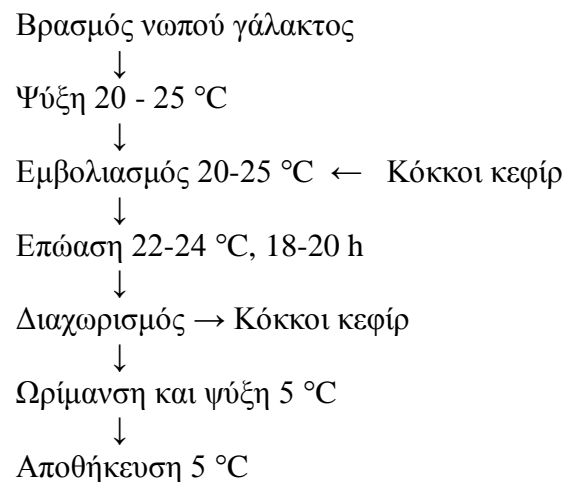 Βρασμός νωπού γάλακτος
↓
Ψύξη 20 - 25 °C
↓
Εμβολιασμός 20-25 °C ← Κόκκοι κεφίρ
↓
Επώαση 22-24 °C, 18-20 h
↓
Διαχωρισμός → Κόκκοι κεφίρ
↓
Ωρίμανση και ψύξη 5 °C
↓
Αποθήκευση 5 °C